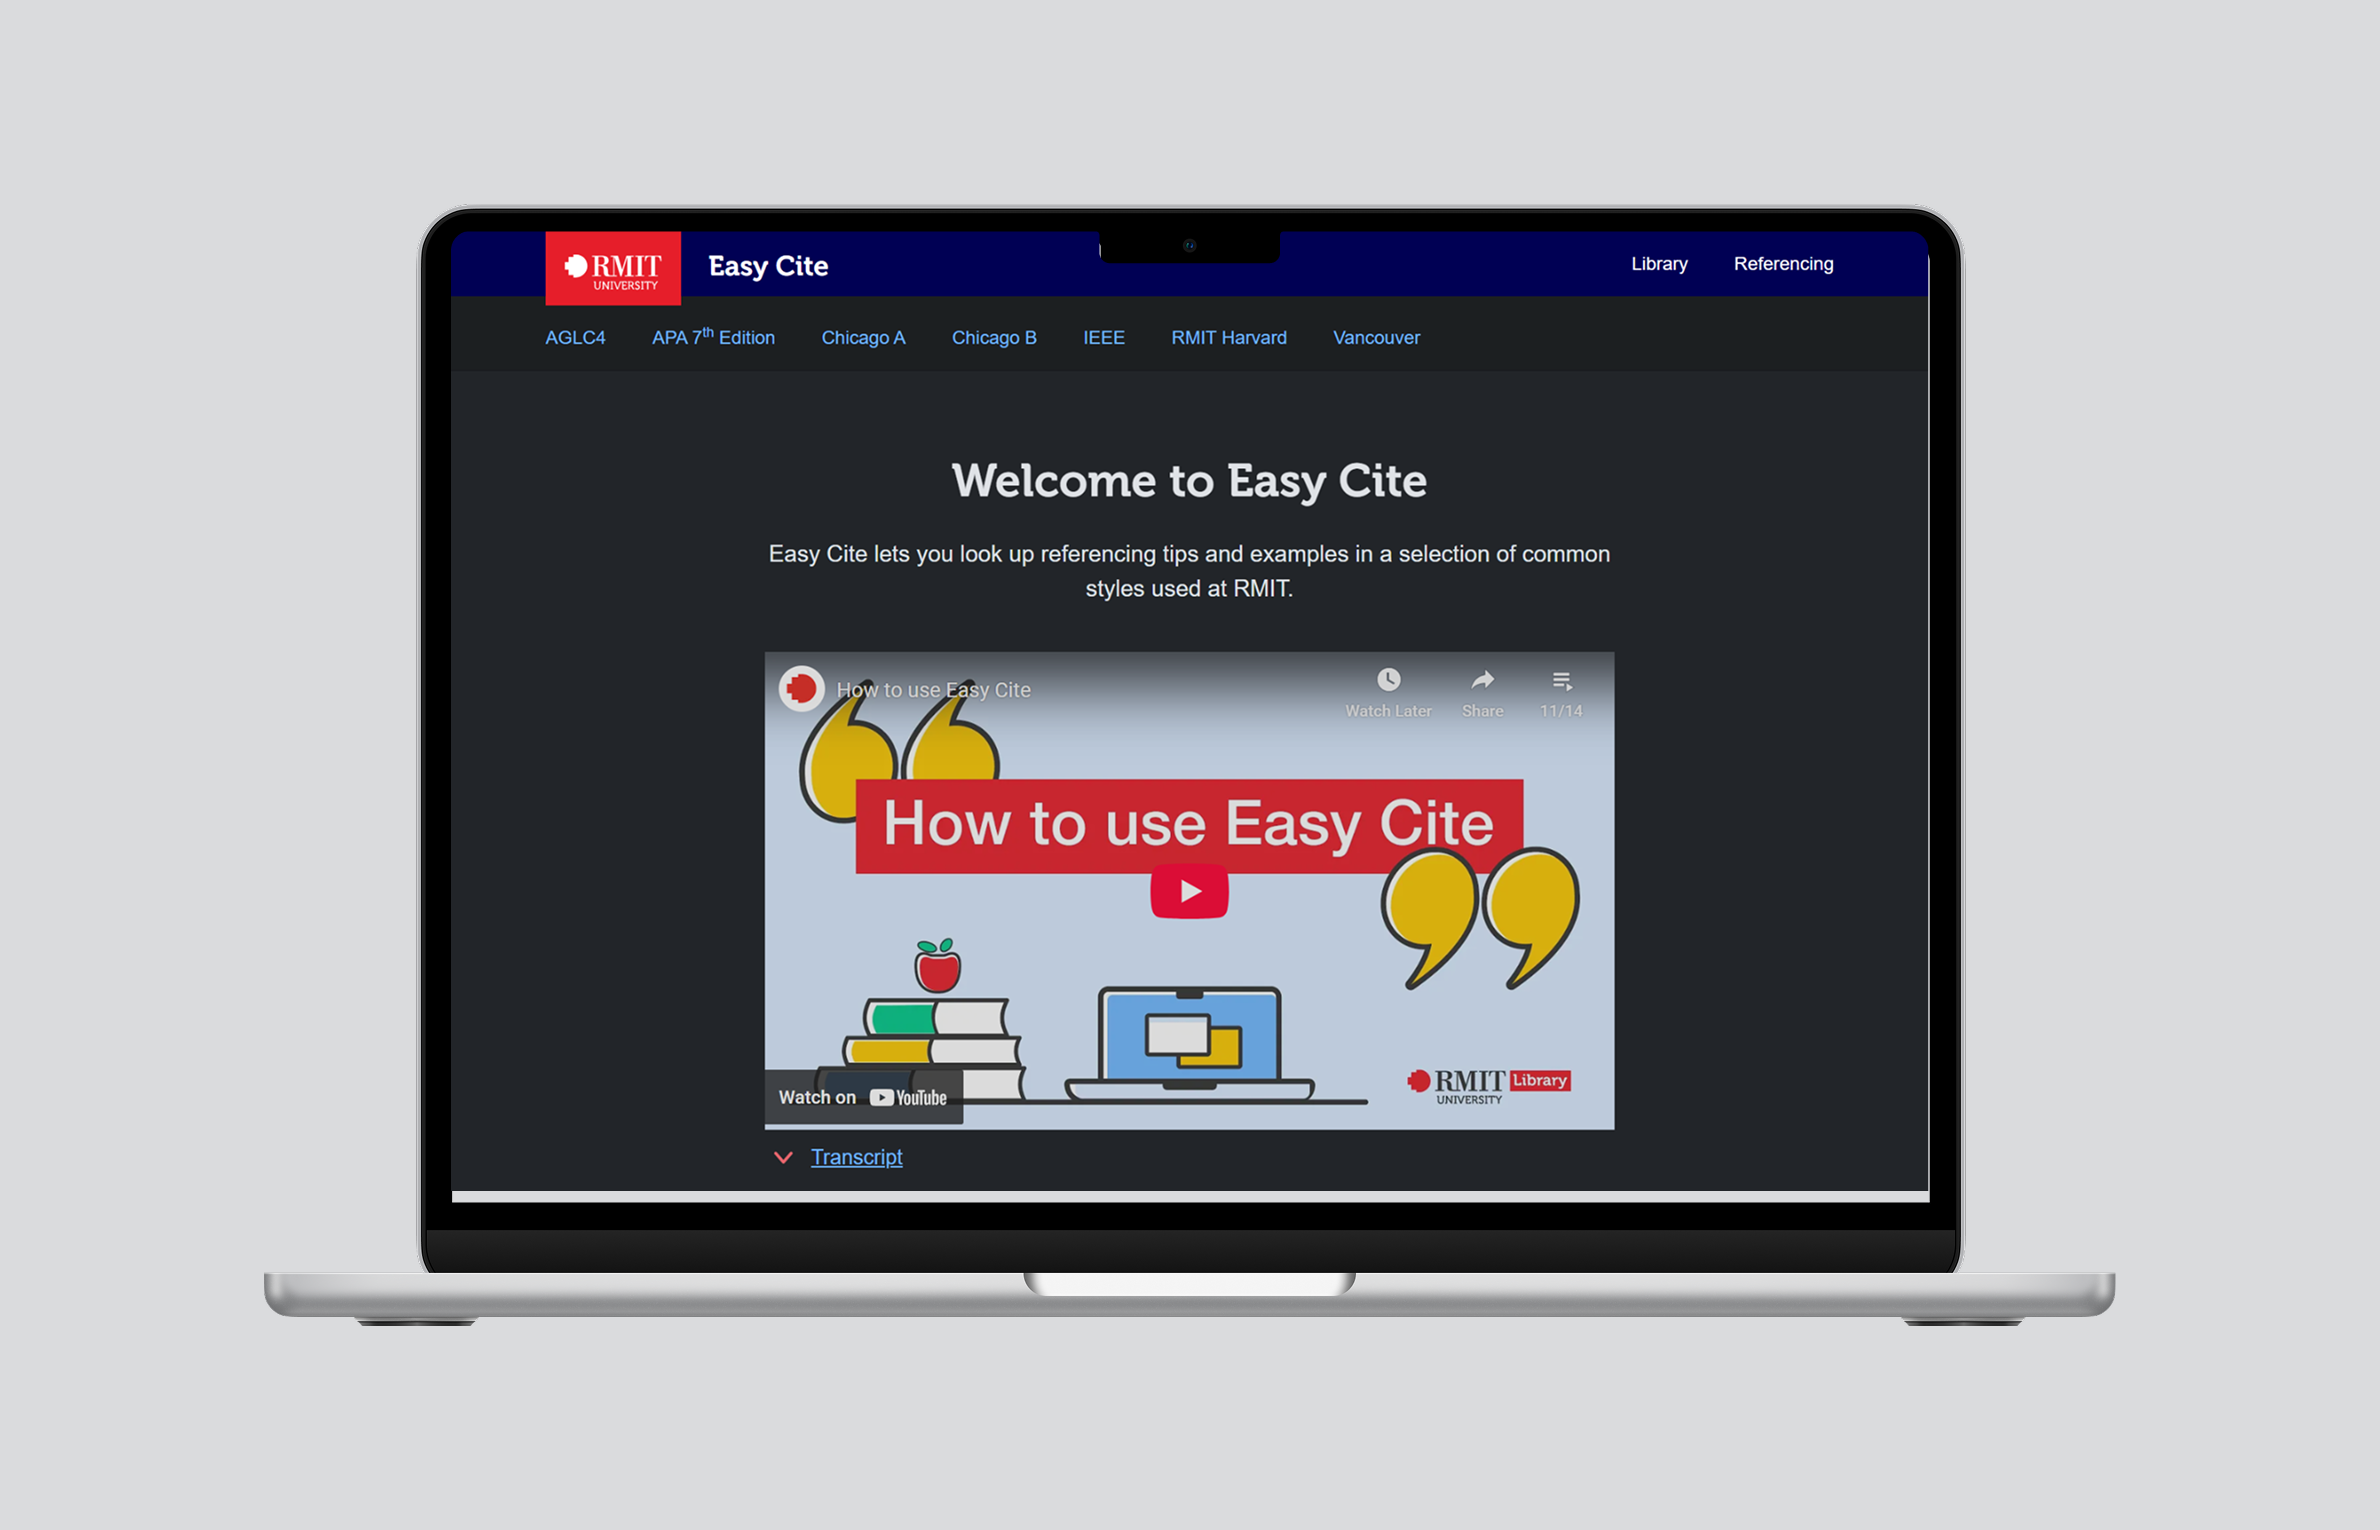 RMIT
UNIVERSITY
Easy Cite
Library
Referencing
AGLC4
APA 7th Edition
Chicago A
Chicago B
IEEE
RMIT Harvard
Vancouver
Welcome to Easy Cite
Easy Cite lets you look up referencing tips and examples in a selection of common
styles used at RMIT.
How to use Easy Cite
Watch Later
Share
11/14
How to use Easy Cite
Watch on YouTube
RMIT Library
UNIVERSITY
Transcript